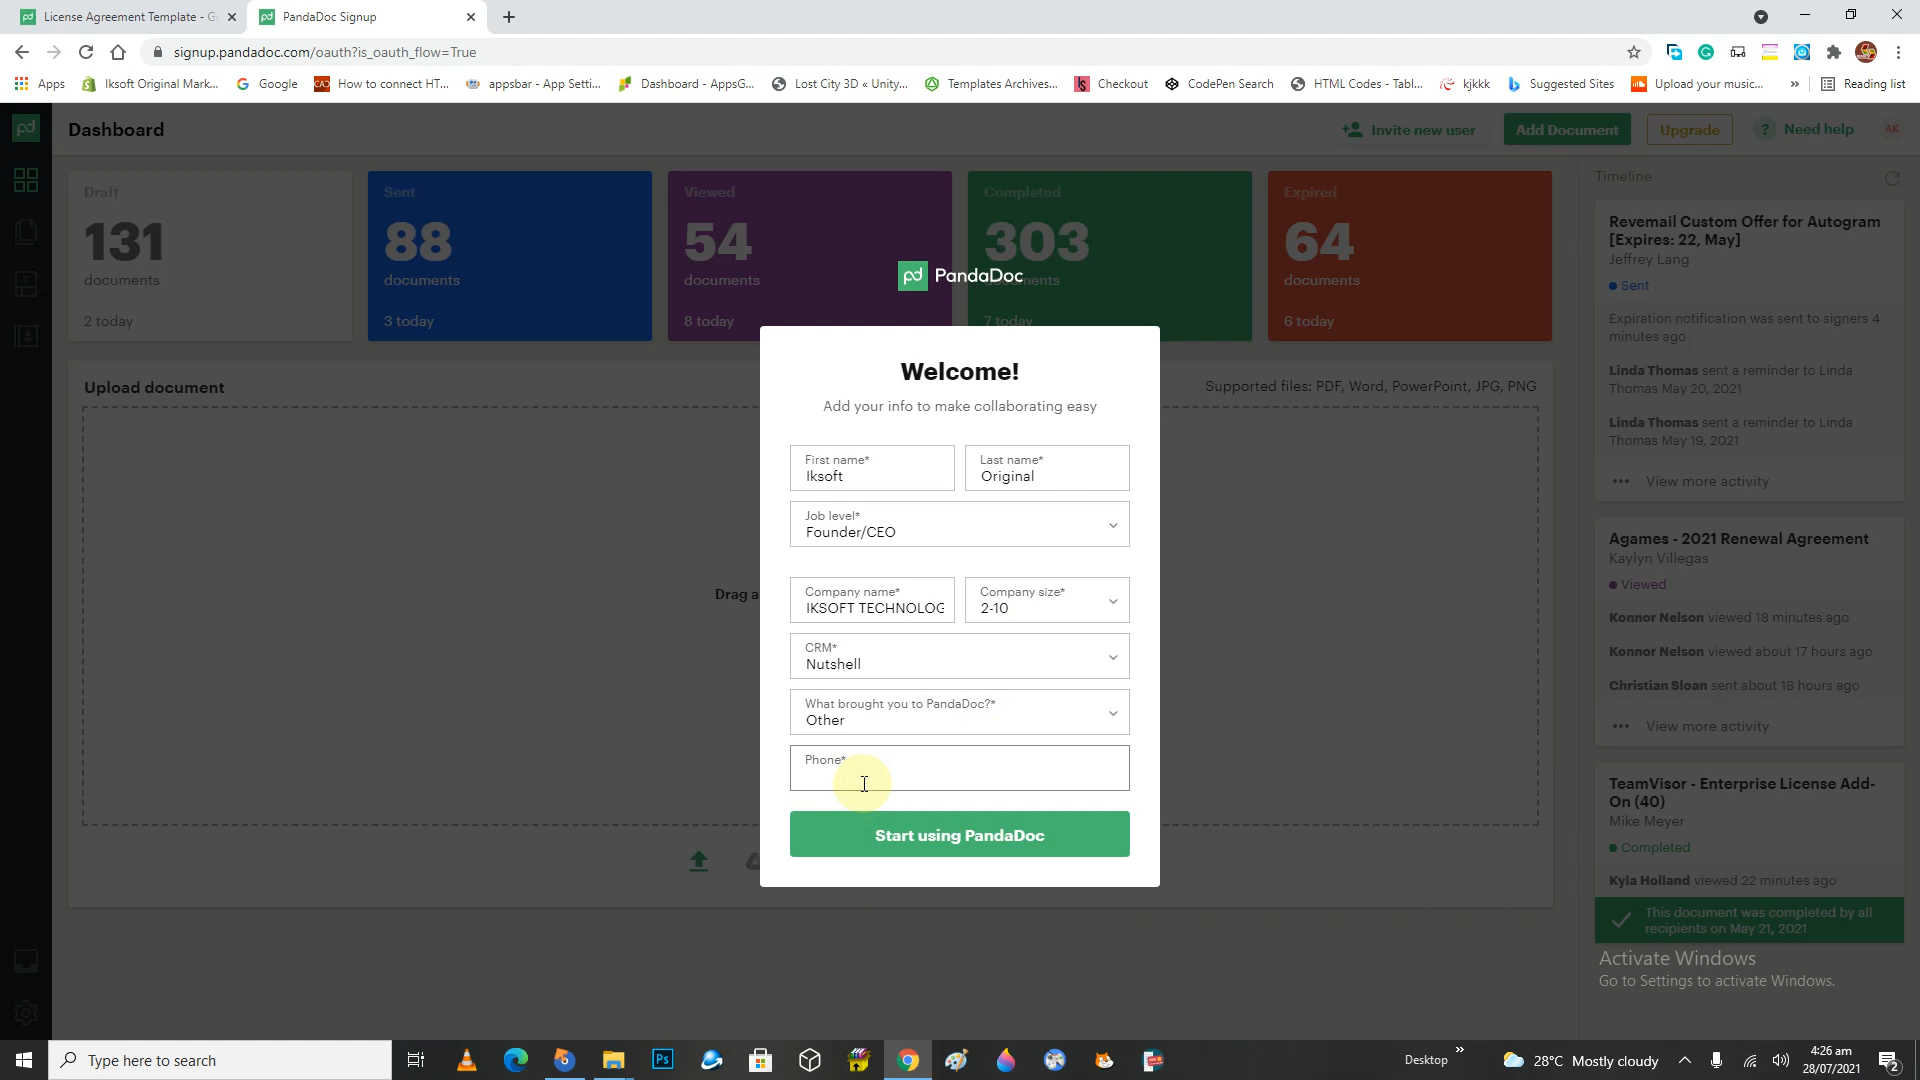 License Agreement Template - G
PandaDoc Signup
signup.pandadoc.com/oauth?is_oauth_flow=True
Apps
Iksoft Original Mark...
Google
How to connect HT...
appsbar - App Setti...
Dashboard - AppsG...
Lost City 3D « Unity...
Templates Archives...
Checkout
CodePen Search
HTML Codes - Tabl...
kjkkk
Suggested Sites
Upload your music...
»
Reading list
pd
Dashboard
Invite new user
Add Document
Upgrade
? Need help
AK
Draft
131
documents
2 today
Sent
88
documents
3 today
Viewed
54
documents
8 today
Completed
303
documents
7 today
Expired
64
documents
6 today
pd PandaDoc
Upload document
Supported files: PDF, Word, PowerPoint, JPG, PNG
Drag a
Welcome!
Add your info to make collaborating easy
First name*
Iksoft
Last name*
Original
Job level*
Founder/CEO
Company name*
IKSOFT TECHNOLOG
Company size*
2-10
CRM*
Nutshell
What brought you to PandaDoc?*
Other
Phone*
Start using PandaDoc
Timeline
Revemail Custom Offer for Autogram
[Expires: 22, May]
Jeffrey Lang
Sent
Expiration notification was sent to signers 4
minutes ago
Linda Thomas sent a reminder to Linda
Thomas May 20, 2021
Linda Thomas sent a reminder to Linda
Thomas May 19, 2021
View more activity
Agames - 2021 Renewal Agreement
Kaylyn Villegas
Viewed
Konnor Nelson viewed 18 minutes ago
Konnor Nelson viewed about 17 hours ago
Christian Sloan sent about 18 hours ago
View more activity
TeamVisor - Enterprise License Add-
On (40)
Mike Meyer
Completed
Kyla Holland viewed 22 minutes ago
This document was completed by all
recipients on May 21, 2021
Activate Windows
Go to Settings to activate Windows.
Type here to search
Ps
Desktop
»
28°C Mostly cloudy
4:26 am
28/07/2021
2